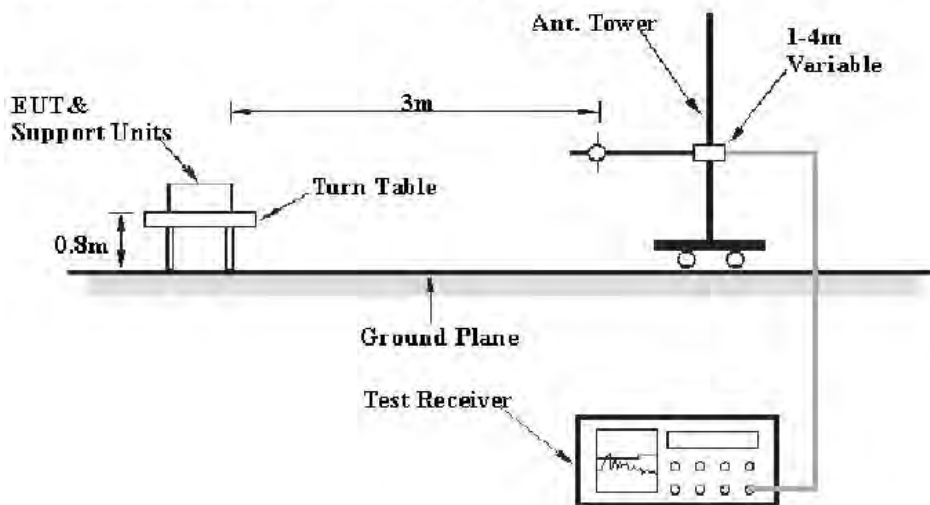 Ant. Tower
1-4m
Variable
EUT &
Support Units
3m
Turn Table
0.8m
Ground Plane
Test Receiver